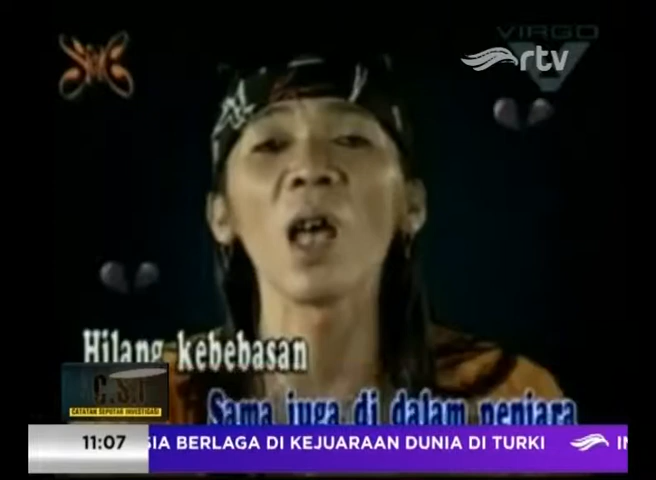 VIRGO
rtv
Hilang kebebasan
Sama juga di dalam penjara
C.S.I
CATATAN SEPUTAR INVESTIGASI
11:07
SIA BERLAGA DI KEJUARAAN DUNIA DI TURKI